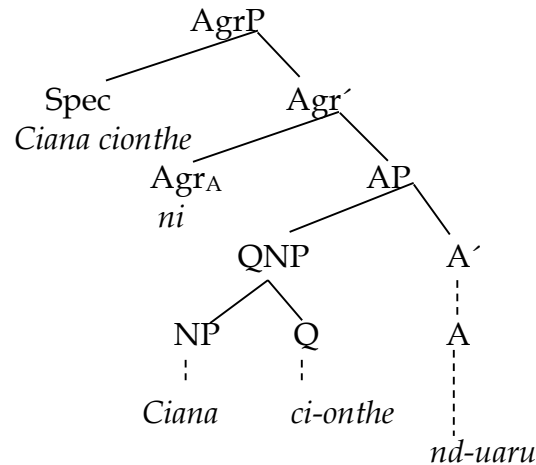 AgrP
Spec Agr´
Ciana cionthe
AgrA AP
ni
QNP A´
NP Q A
Ciana ci-onthe
nd-uaru